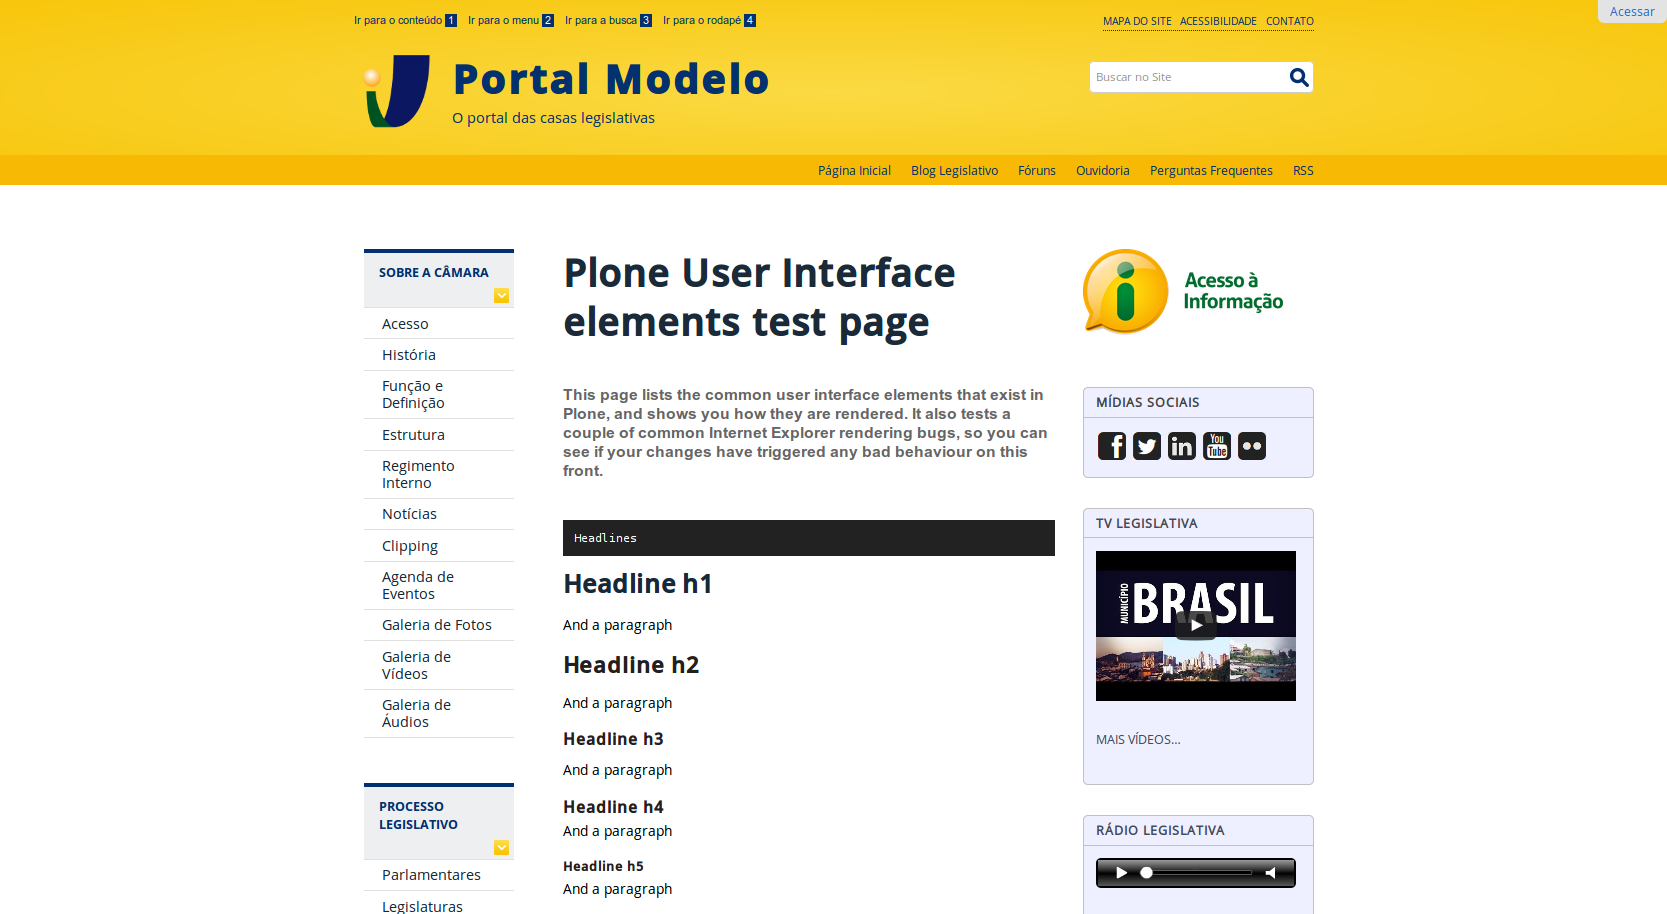 Ir para o conteúdo 1 Ir para o menu 2 Ir para a busca 3 Ir para o rodapé 4
MAPA DO SITE ACESSIBILIDADE CONTATO
Acessar
Portal Modelo
O portal das casas legislativas
Buscar no Site
Página Inicial Blog Legislativo Fóruns Ouvidoria Perguntas Frequentes RSS
SOBRE A CÂMARA
Acesso
História
Função e
Definição
Estrutura
Regimento
Interno
Notícias
Clipping
Agenda de
Eventos
Galeria de Fotos
Galeria de
Vídeos
Galeria de
Áudios
PROCESSO
LEGISLATIVO
Parlamentares
Legislaturas
Plone User Interface
elements test page
This page lists the common user interface elements that exist in
Plone, and shows you how they are rendered. It also tests a
couple of common Internet Explorer rendering bugs, so you can
see if your changes have triggered any bad behaviour on this
front.
Headlines
Headline h1
And a paragraph
Headline h2
And a paragraph
Headline h3
And a paragraph
Headline h4
And a paragraph
Headline h5
And a paragraph
Acesso à
Informação
MÍDIAS SOCIAIS
You
Tube
TV LEGISLATIVA
MUNICÍPIO
BRASIL
MAIS VÍDEOS...
RÁDIO LEGISLATIVA